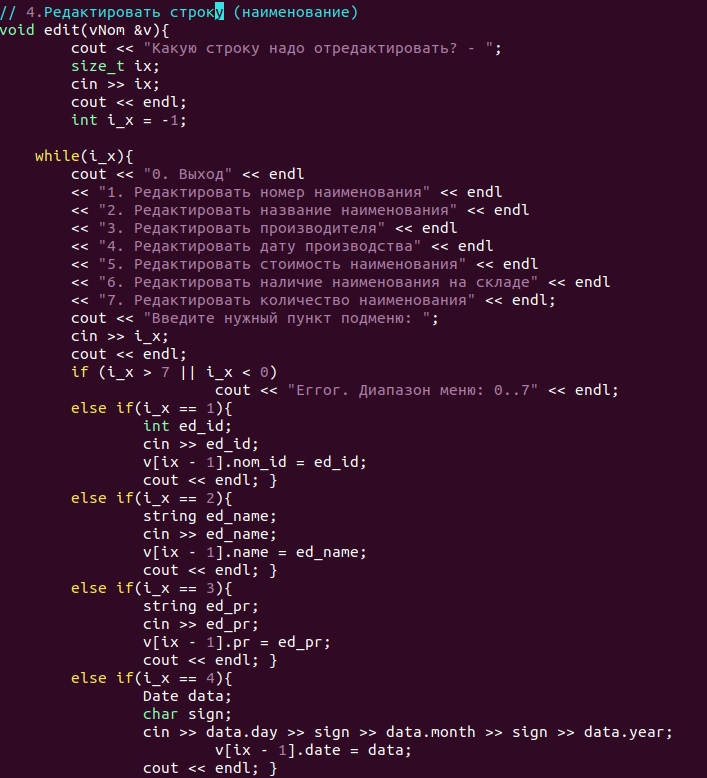 // 4.Редактировать строку (наименование)
void edit(vNom &v){
        cout << "Какую строку надо отредактировать? - ";
        size_t ix;
        cin >> ix;
        cout << endl;
        int i_x = -1;

    while(i_x){
        cout << "0. Выход" << endl
        << "1. Редактировать номер наименования" << endl
        << "2. Редактировать название наименования" << endl
        << "3. Редактировать производителя" << endl
        << "4. Редактировать дату производства" << endl
        << "5. Редактировать стоимость наименования" << endl
        << "6. Редактировать наличие наименования на складе" << endl
        << "7. Редактировать количество наименования" << endl;
        cout << "Введите нужный пункт подменю: ";
        cin >> i_x;
        cout << endl;
        if (i_x > 7 || i_x < 0)
                        cout << "Error. Диапазон меню: 0..7" << endl;
        else if(i_x == 1){
                int ed_id;
                cin >> ed_id;
                v[ix - 1].nom_id = ed_id;
                cout << endl; }
        else if(i_x == 2){
                string ed_name;
                cin >> ed_name;
                v[ix - 1].name = ed_name;
                cout << endl; }
        else if(i_x == 3){
                string ed_pr;
                cin >> ed_pr;
                v[ix - 1].pr = ed_pr;
                cout << endl; }
        else if(i_x == 4){
                Date data;
                char sign;
                cin >> data.day >> sign >> data.month >> sign >> data.year;
                        v[ix - 1].date = data;
                cout << endl; }